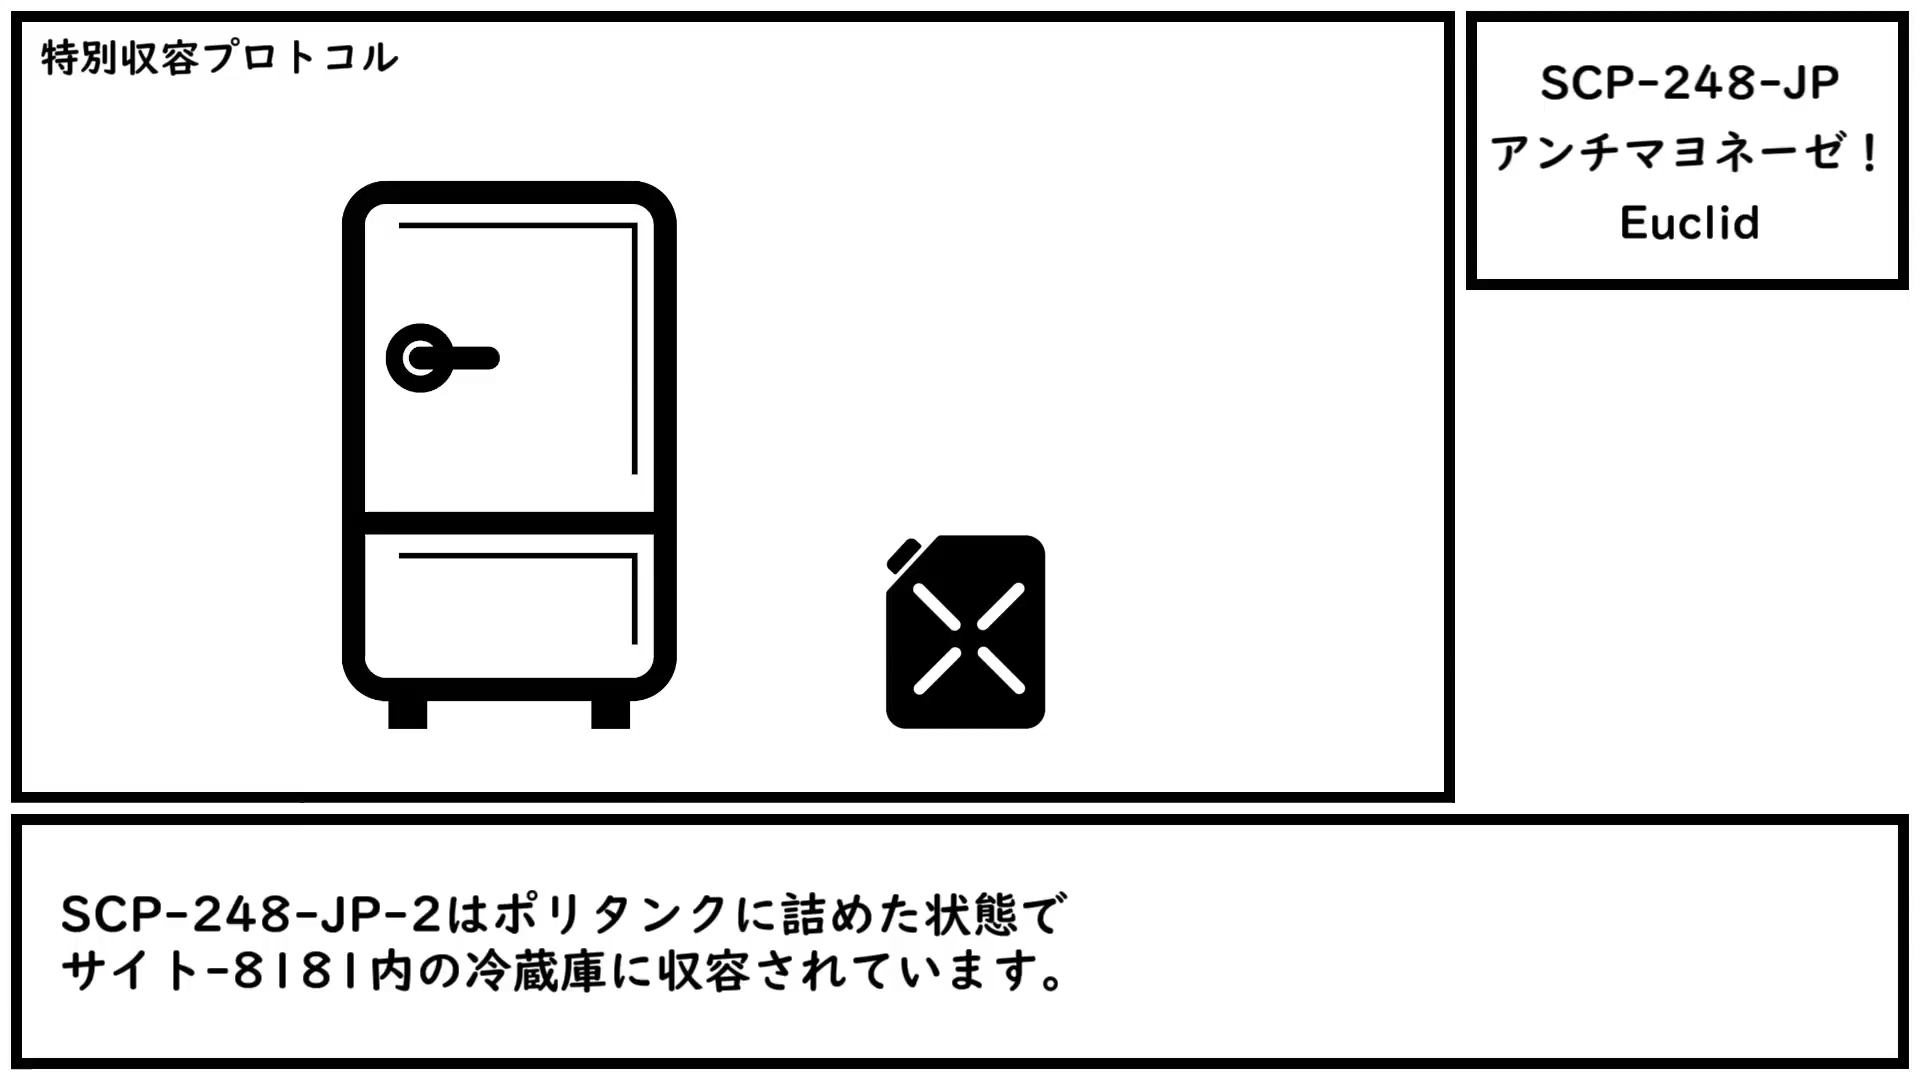 特別収容プロトコル
SCP-248-JP
アンチマヨネーゼ！
Euclid
SCP-248-JP-2はポリタンクに詰めた状態で
サイト-8181内の冷蔵庫に収容されています。